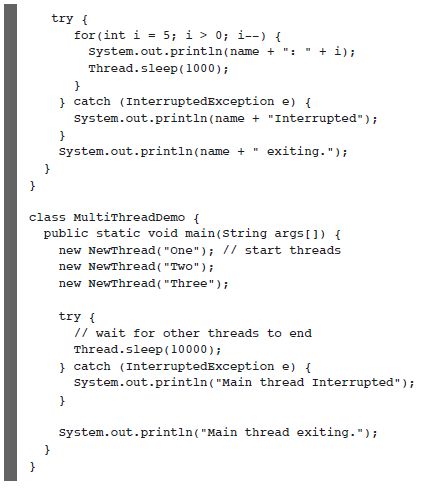 try {
for(int i = 5; i > 0; i--) {
System.out.println(name + ": " + i);
Thread.sleep(1000);
}
} catch (InterruptedException e) {
System.out.println(name + "Interrupted");
}
System.out.println(name + " exiting.");
}
}
class MultiThreadDemo {
public static void main(String args[]) {
new NewThread("One"); // start threads
new NewThread("Two");
new NewThread("Three");
try {
// wait for other threads to end
Thread.sleep(10000);
} catch (InterruptedException e) {
System.out.println("Main thread Interrupted");
}
System.out.println("Main thread exiting.");
}
}